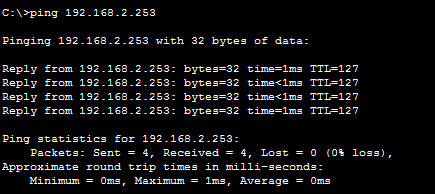 C:\>ping 192.168.2.253
Pinging 192.168.2.253 with 32 bytes of data:
Reply from 192.168.2.253: bytes=32 time=1ms TTL=127
Reply from 192.168.2.253: bytes=32 time<1ms TTL=127
Reply from 192.168.2.253: bytes=32 time<1ms TTL=127
Reply from 192.168.2.253: bytes=32 time=1ms TTL=127
Ping statistics for 192.168.2.253:
    Packets: Sent = 4, Received = 4, Lost = 0 (0% loss),
Approximate round trip times in milli-seconds:
    Minimum = 0ms, Maximum = 1ms, Average = 0ms